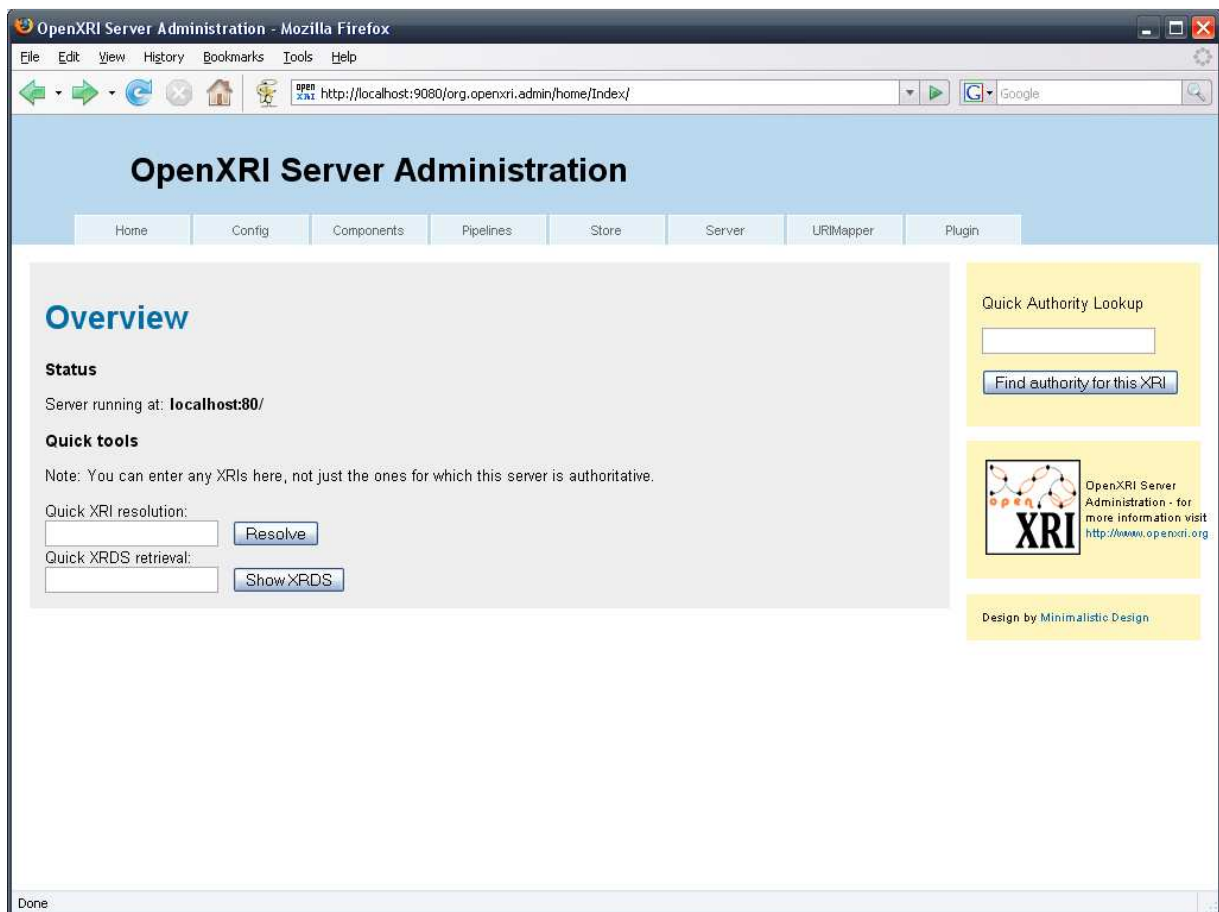 OpenXRI Server Administration - Mozilla Firefox
File Edit View History Bookmarks Tools Help
open XRI http://localhost:9080/org.openxri.admin/home/Index/ G Google
OpenXRI Server Administration
Home Config Components Pipelines Store Server URIMapper Plugin
Overview
Status
Server running at: localhost:80/
Quick tools
Note: You can enter any XRIs here, not just the ones for which this server is authoritative.
Quick XRI resolution:
Resolve
Quick XRDS retrieval:
Show XRDS
Quick Authority Lookup
Find authority for this XRI
open
XRI
OpenXRI Server
Administration - for
more information visit
http://www.openxri.org
Design by Minimalistic Design
Done